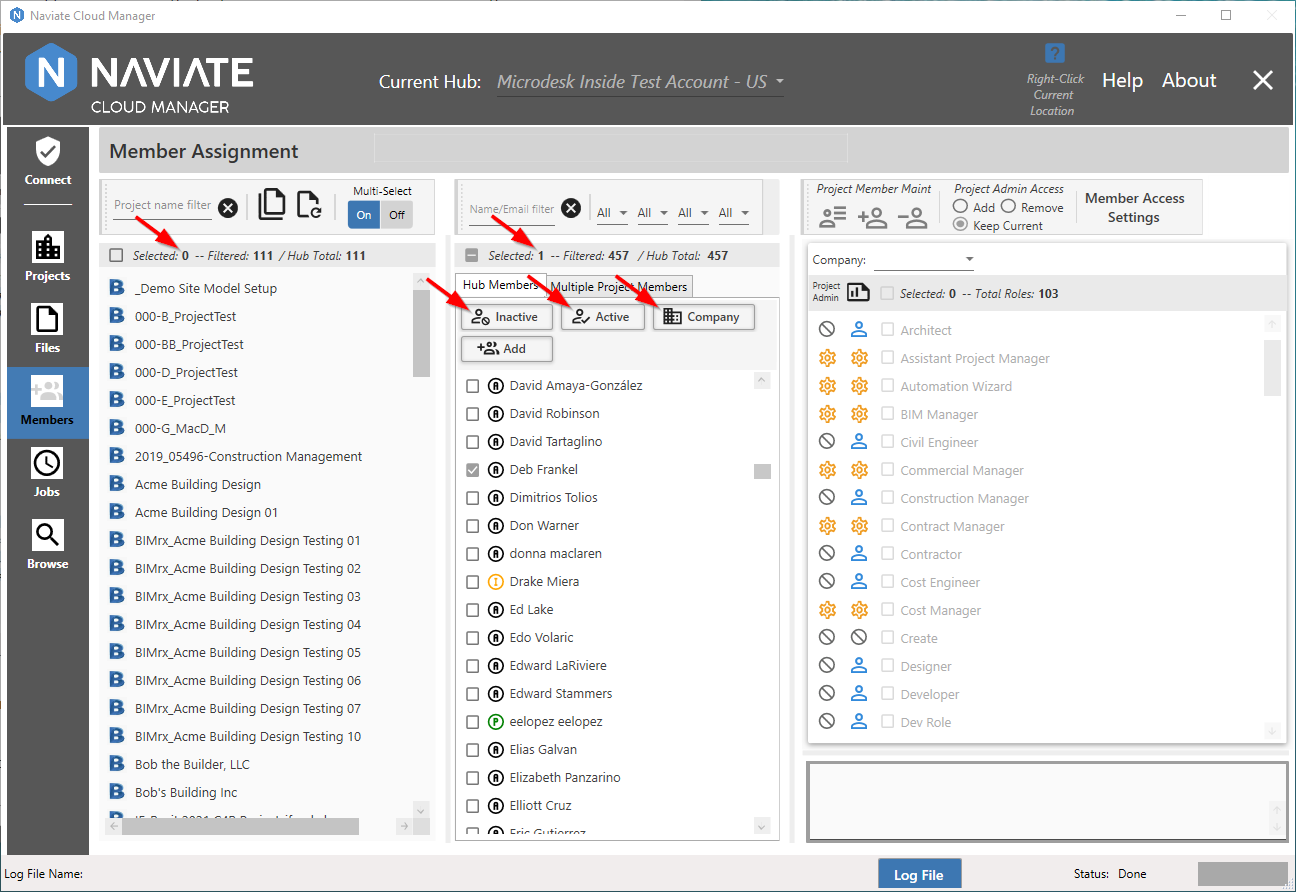 Naviate Cloud Manager
NAVIATE
CLOUD MANAGER
Current Hub: Microdesk Inside Test Account - US
?
Right-Click
Current
Location
Help About
Connect
Projects
Files
Members
Jobs
Browse
Member Assignment
Project name filter
Multi-Select
On Off
Selected: 0 -- Filtered: 111 / Hub Total: 111
_Demo Site Model Setup
000-B_ProjectTest
000-BB_ProjectTest
000-D_ProjectTest
000-E_ProjectTest
000-G_MacD_M
2019_05496-Construction Management
Acme Building Design
Acme Building Design 01
BIMrx_Acme Building Design Testing 01
BIMrx_Acme Building Design Testing 02
BIMrx_Acme Building Design Testing 03
BIMrx_Acme Building Design Testing 04
BIMrx_Acme Building Design Testing 05
BIMrx_Acme Building Design Testing 06
BIMrx_Acme Building Design Testing 07
BIMrx_Acme Building Design Testing 10
Bob the Builder, LLC
Bob's Building Inc
Name/Email filter
All All All All
Selected: 1 -- Filtered: 457 / Hub Total: 457
Hub Members Multiple Project Members
Inactive Active Company
Add
David Amaya-González
David Robinson
David Tartaglino
Deb Frankel
Dimitrios Tolios
Don Warner
donna maclaren
Drake Miera
Ed Lake
Edo Volaric
Edward LaRiviere
Edward Stammers
eelopez eelopez
Elias Galvan
Elizabeth Panzarino
Elliott Cruz
Eric Gutierrez
Project Member Maint
Project Admin Access
Add Remove
Keep Current
Member Access
Settings
Company:
Project
Admin
Selected: 0 -- Total Roles: 103
Architect
Assistant Project Manager
Automation Wizard
BIM Manager
Civil Engineer
Commercial Manager
Construction Manager
Contract Manager
Contractor
Cost Engineer
Cost Manager
Create
Designer
Developer
Dev Role
Log File Name:
Log File
Status: Done